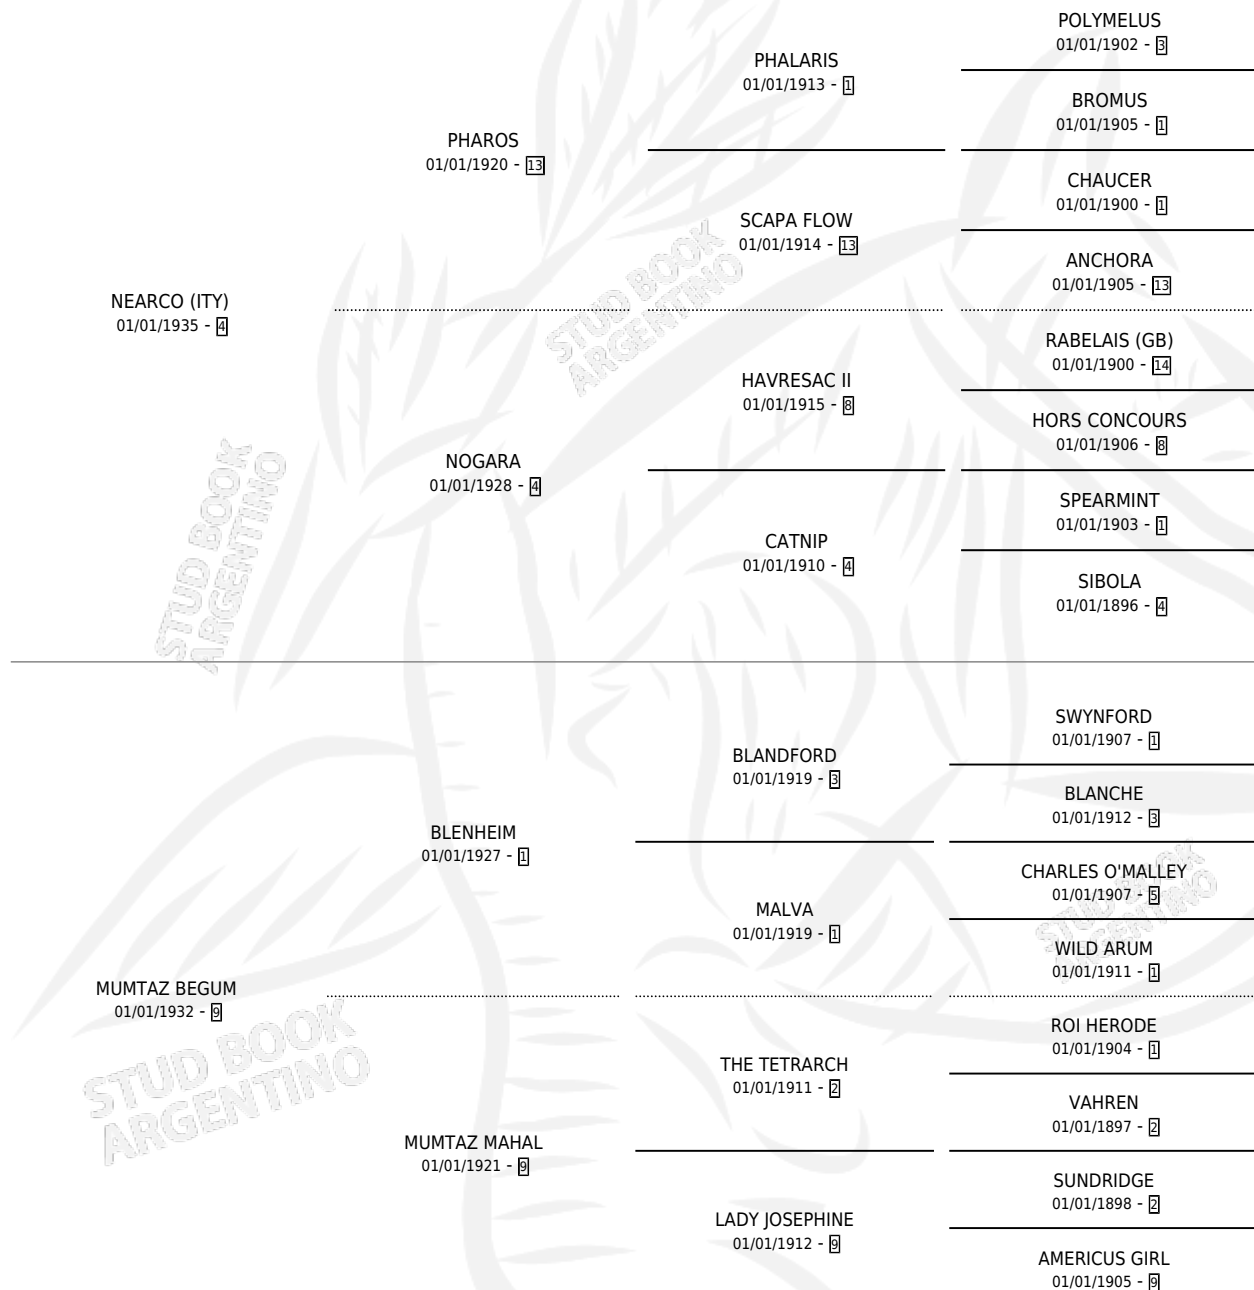 POLYMELUS
01/01/1902 - 3
PHALARIS
01/01/1913 - 1
BROMUS
01/01/1905 - 1
PHAROS
01/01/1920 - 13
CHAUCER
01/01/1900 - 1
SCAPA FLOW
01/01/1914 - 13
ANCHORA
01/01/1905 - 13
NEARCO (ITY)
01/01/1935 - 4
STUD BOOK
ARGENTINO
RABELAIS (GB)
01/01/1900 - 14
HAVRESAC II
01/01/1915 - 8
HORS CONCOURS
01/01/1906 - 8
NOGARA
01/01/1928 - 4
SPEARMINT
01/01/1903 - 1
CATNIP
01/01/1910 - 4
SIBOLA
01/01/1896 - 4
STUD BOOK
ARGENTINO
SWYNFORD
01/01/1907 - 1
BLANDFORD
01/01/1919 - 3
BLANCHE
01/01/1912 - 3
BLENHEIM
01/01/1927 - 1
CHARLES O'MALLEY
01/01/1907 - 5
MALVA
01/01/1919 - 1
STUD BOOK
ARGENTINO
WILD ARUM
01/01/1911 - 1
MUMTAZ BEGUM
01/01/1932 - 9
STUD BOOK
ARGENTINO
ROI HERODE
01/01/1904 - 1
THE TETRARCH
01/01/1911 - 2
VAHREN
01/01/1897 - 2
MUMTAZ MAHAL
01/01/1921 - 9
SUNDRIDGE
01/01/1898 - 2
LADY JOSEPHINE
01/01/1912 - 9
AMERICUS GIRL
01/01/1905 - 9